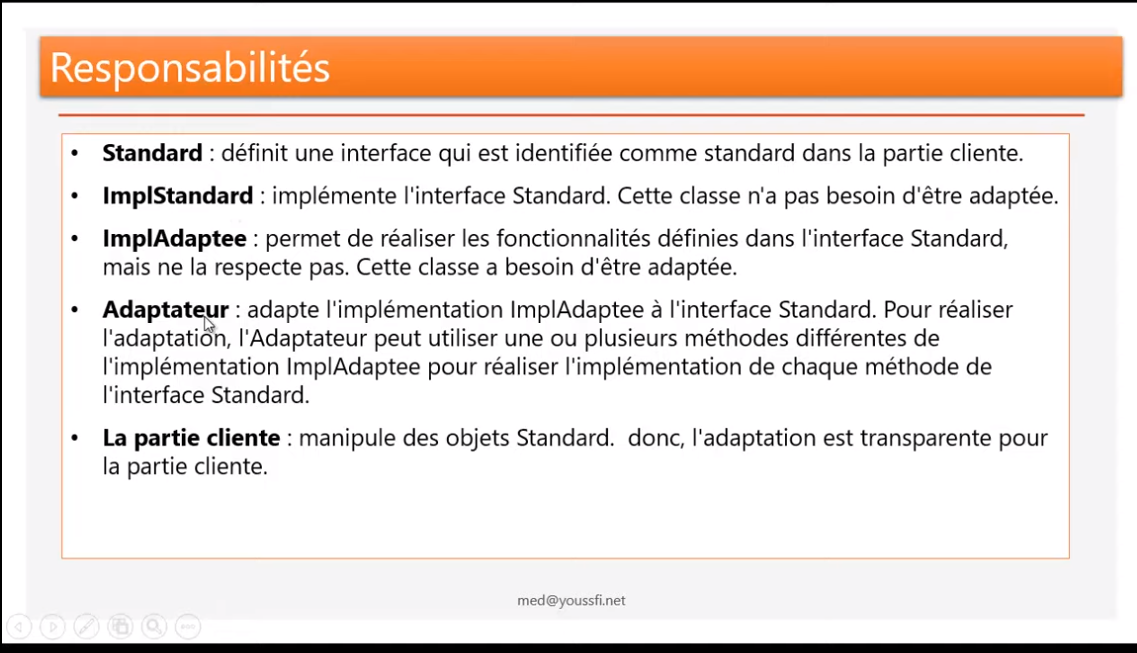 Responsabilités
• Standard : définit une interface qui est identifiée comme standard dans la partie cliente.
• ImplStandard : implémente l'interface Standard. Cette classe n'a pas besoin d'être adaptée.
• ImplAdaptee : permet de réaliser les fonctionnalités définies dans l'interface Standard,
mais ne la respecte pas. Cette classe a besoin d'être adaptée.
• Adaptateur : adapte l'implémentation ImplAdaptee à l'interface Standard. Pour réaliser
l'adaptation, l'Adaptateur peut utiliser une ou plusieurs méthodes différentes de
l'implémentation ImplAdaptee pour réaliser l'implémentation de chaque méthode de
l'interface Standard.
• La partie cliente : manipule des objets Standard.  donc, l'adaptation est transparente pour
la partie cliente.
med@youssfi.net